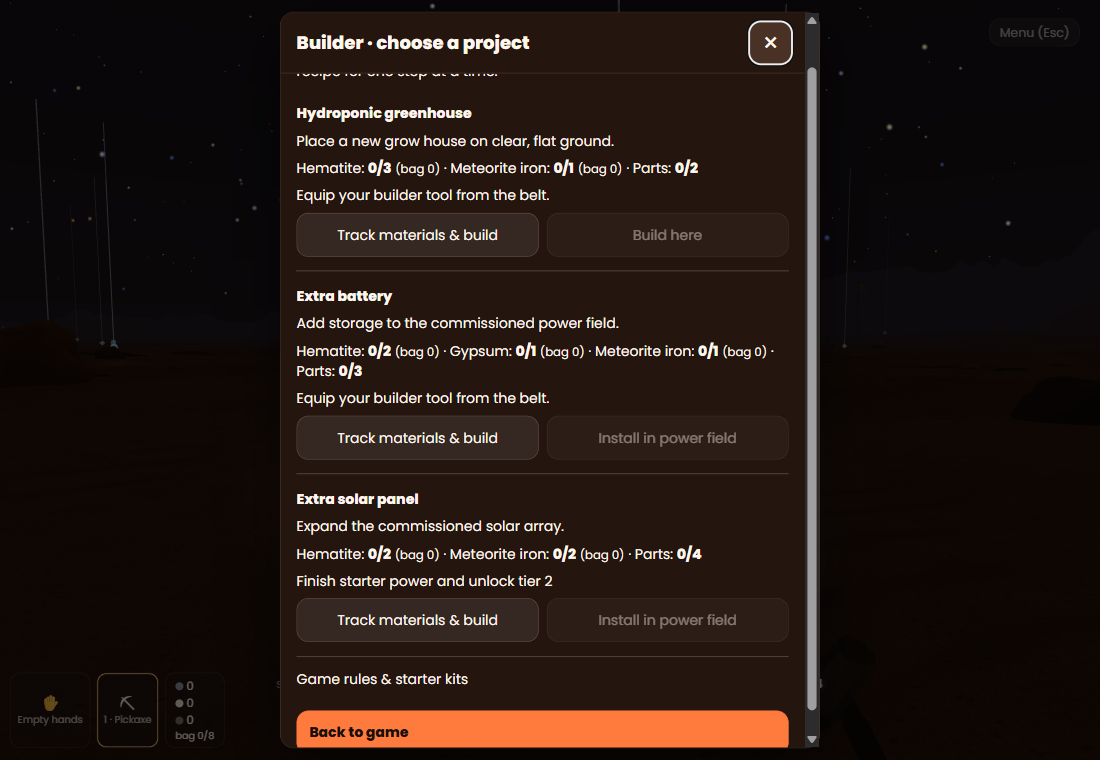 Builder · choose a project
×
Menu (Esc)
recipe for one step at a time.
Hydroponic greenhouse
Place a new grow house on clear, flat ground.
Hematite: 0/3 (bag 0) · Meteorite iron: 0/1 (bag 0) · Parts: 0/2
Equip your builder tool from the belt.
Track materials & build
Build here
Extra battery
Add storage to the commissioned power field.
Hematite: 0/2 (bag 0) · Gypsum: 0/1 (bag 0) · Meteorite iron: 0/1 (bag 0) ·
Parts: 0/3
Equip your builder tool from the belt.
Track materials & build
Install in power field
Extra solar panel
Expand the commissioned solar array.
Hematite: 0/2 (bag 0) · Meteorite iron: 0/2 (bag 0) · Parts: 0/4
Finish starter power and unlock tier 2
Track materials & build
Install in power field
Game rules & starter kits
Back to game
Empty hands
1 · Pickaxe
0
0
0
bag 0/8